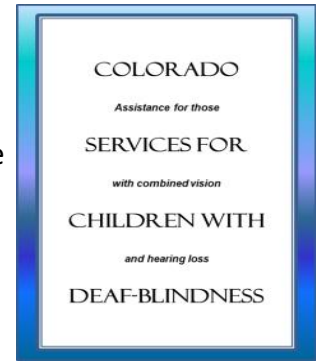 COLORADO
Assistance for those
SERVICES FOR
with combined vision
CHILDREN WITH
and hearing loss
DEAF-BLINDNESS
e